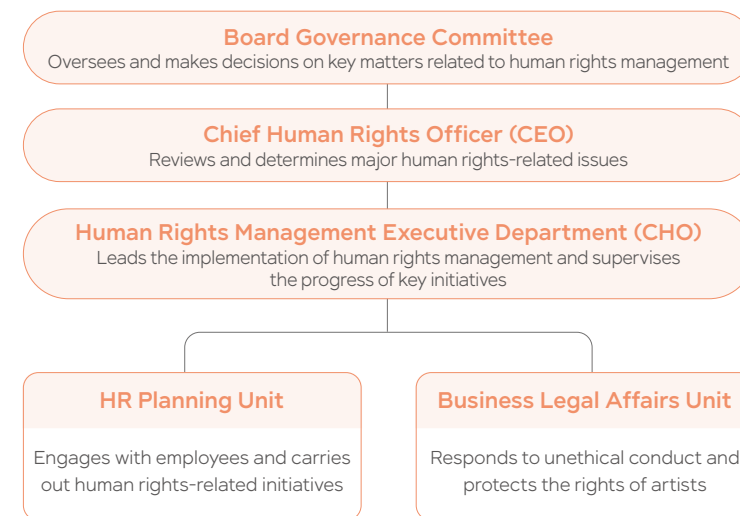 Board Governance Committee
Oversees and makes decisions on key matters related to human rights management
Chief Human Rights Officer (CEO)
Reviews and determines major human rights-related issues
Human Rights Management Executive Department (CHO)
Leads the implementation of human rights management and supervises
the progress of key initiatives
HR Planning Unit
Engages with employees and carries
out human rights-related initiatives
Business Legal Affairs Unit
Responds to unethical conduct and
protects the rights of artists